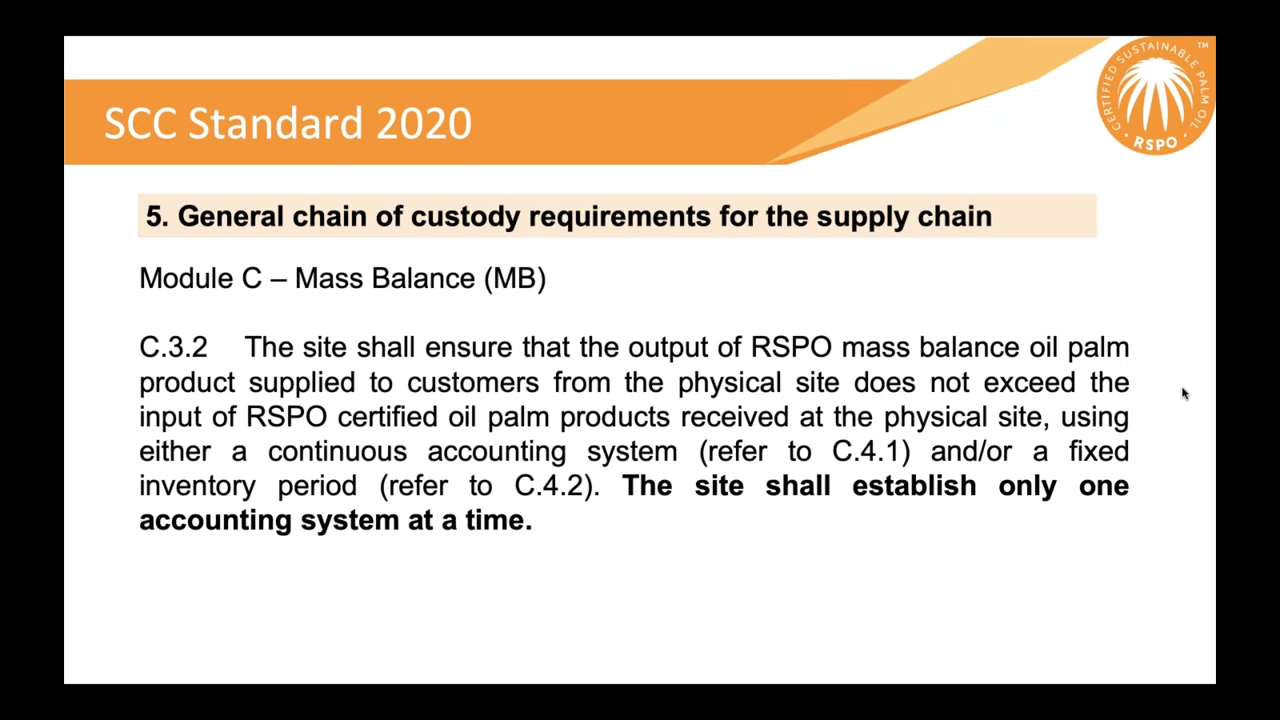 SCC Standard 2020
CERTIFIED SUSTAINABLE PALM OIL
TM
RSPO
5. General chain of custody requirements for the supply chain
Module C – Mass Balance (MB)
C.3.2 The site shall ensure that the output of RSPO mass balance oil palm
product supplied to customers from the physical site does not exceed the
input of RSPO certified oil palm products received at the physical site, using
either a continuous accounting system (refer to C.4.1) and/or a fixed
inventory period (refer to C.4.2). The site shall establish only one
accounting system at a time.